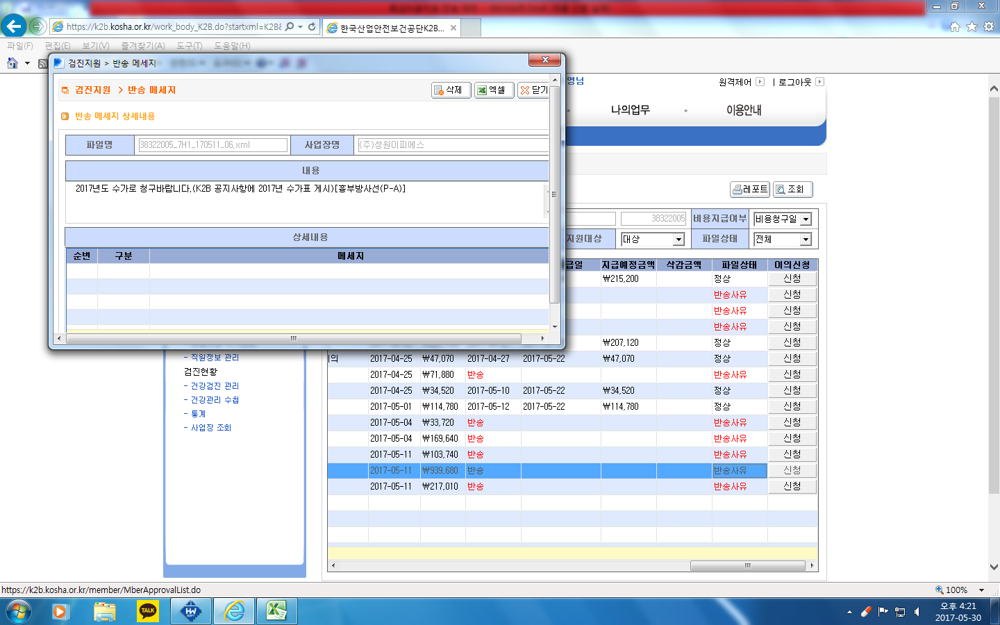 https://k2b.kosha.or.kr/work_body_K2B.do?startxml=K2B&
한국산업안전보건공단K2B...
파일(F) 편집(E) 보기(V) 즐겨찾기(A) 도구(T) 도움말(H)
검진지원 > 반송 메세지
검진지원 > 반송 메세지
삭제 엑셀 닫기
반송 메세지 상세내용
파일명 38322005_7H1_170511_06.xml 사업장명 (주)성원이피에스
내용
2017년도 수가로 청구바랍니다.(K2B 공지사항에 2017년 수가표 게시)[흉부방사선(P-A)]
상세내용
순번 구분 메세지
영님 원격제어 | 로그아웃
나의업무 이용안내
레포트 조회
38322005 비용지급여부 비용청구일
지원대상 대상 파일상태 전체
급일 지급예정금액 삭감금액 파일상태 이의신청
₩215,200 정상 신청
반송사유 신청
반송사유 신청
반송사유 신청
₩207,120 정상 신청
의 2017-04-25 ₩47,070 2017-04-27 2017-05-22 ₩47,070 정상 신청
2017-04-25 ₩71,880 반송 반송사유 신청
2017-04-25 ₩34,520 2017-05-10 2017-05-22 ₩34,520 정상 신청
2017-05-01 ₩114,780 2017-05-12 2017-05-22 ₩114,780 정상 신청
2017-05-04 ₩33,720 반송 반송사유 신청
2017-05-04 ₩169,640 반송 반송사유 신청
2017-05-11 ₩103,740 반송 반송사유 신청
2017-05-11 ₩939,680 반송 반송사유 신청
2017-05-11 ₩217,010 반송 반송사유 신청
- 직원정보 관리
검진현황
- 건강검진 관리
- 건강관리 수첩
- 통계
- 사업장 조회
https://k2b.kosha.or.kr/member/MberApprovalList.do
100%
TALK
HW
SOFT
오후 4:21
2017-05-30